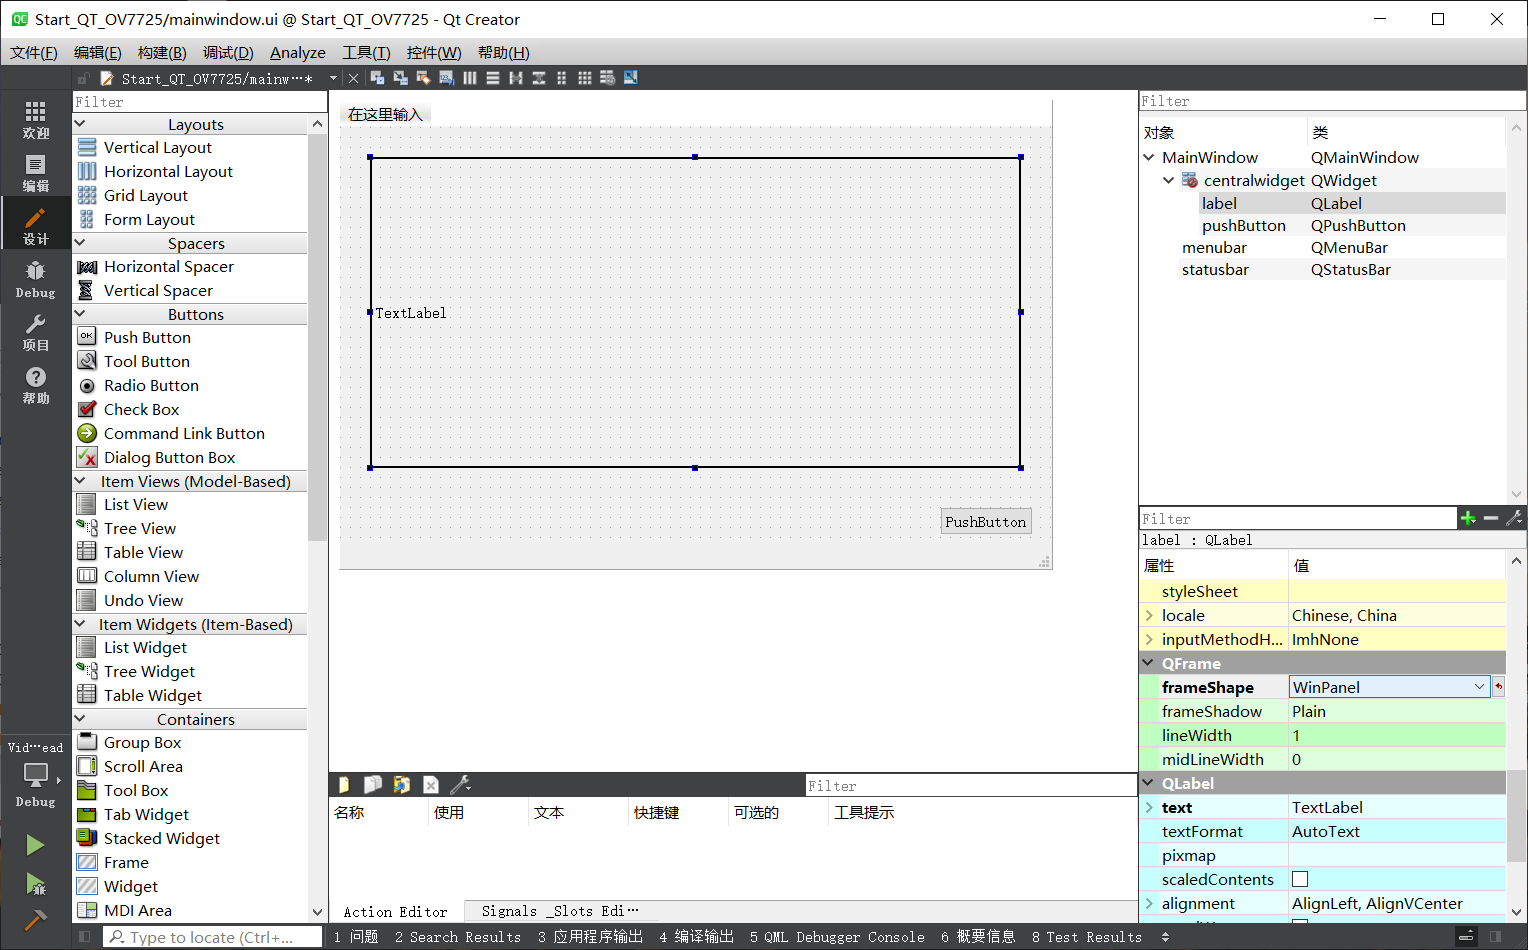 Start_QT_OV7725/mainwindow.ui @ Start_QT_OV7725 - Qt Creator
文件(F) 编辑(E) 构建(B) 调试(D) Analyze 工具(T) 控件(W) 帮助(H)
Start_QT_OV7725/mainw…*
欢迎
编辑
设计
Debug
项目
帮助
Vid…ead
Debug
Filter
Layouts
Vertical Layout
Horizontal Layout
Grid Layout
Form Layout
Spacers
Horizontal Spacer
Vertical Spacer
Buttons
OK Push Button
Tool Button
Radio Button
Check Box
Command Link Button
Dialog Button Box
Item Views (Model-Based)
List View
Tree View
Table View
Column View
Undo View
Item Widgets (Item-Based)
List Widget
Tree Widget
Table Widget
Containers
Group Box
Scroll Area
Tool Box
Tab Widget
Stacked Widget
Frame
Widget
MDI Area
在这里输入
TextLabel
PushButton
Filter
名称 使用 文本 快捷键 可选的 工具提示
Action Editor Signals _Slots Edi…
Filter
对象 类
MainWindow QMainWindow
centralwidget QWidget
label QLabel
pushButton QPushButton
menubar QMenuBar
statusbar QStatusBar
Filter
label : QLabel
属性 值
styleSheet
locale Chinese, China
inputMethodH... ImhNone
QFrame
frameShape WinPanel
frameShadow Plain
lineWidth 1
midLineWidth 0
QLabel
text TextLabel
textFormat AutoText
pixmap
scaledContents
alignment AlignLeft, AlignVCenter
Type to locate (Ctrl+...
1 问题 2 Search Results 3 应用程序输出 4 编译输出 5 QML Debugger Console 6 概要信息 8 Test Results